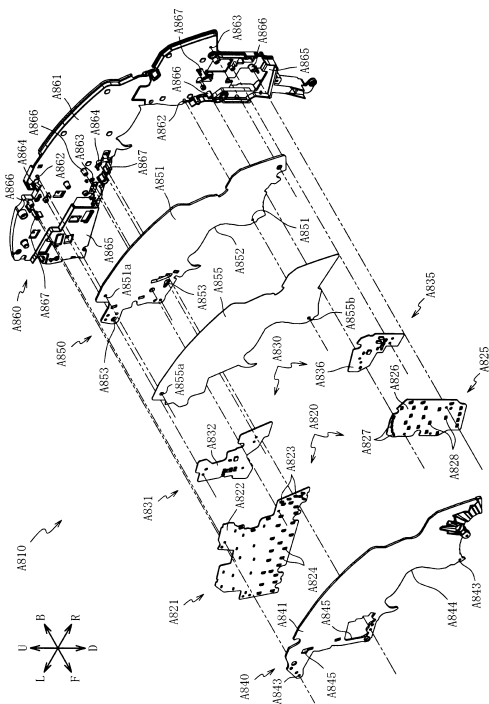 A867
A863
A866
A866
A865
A861
A866
A863
A864
A862
A867
A851
A862
A864
A866
A865
A867
A860
A851a
A850
A853
A855
A853
A852
A851
A855a
A830
A855b
A835
A836
A826
A825
A832
A820
A827
A828
A831
A822
A823
A810
A824
A821
A841
A845
A844
A843
A840
A843
A845
B
R
U
D
L
F